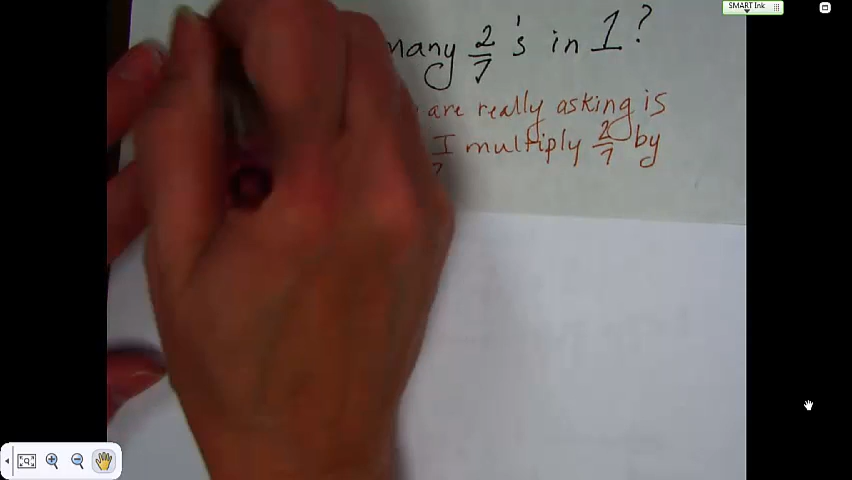 many 2/7's in 1?
are really asking is
I multiply 2/7 by
?
SMART Ink